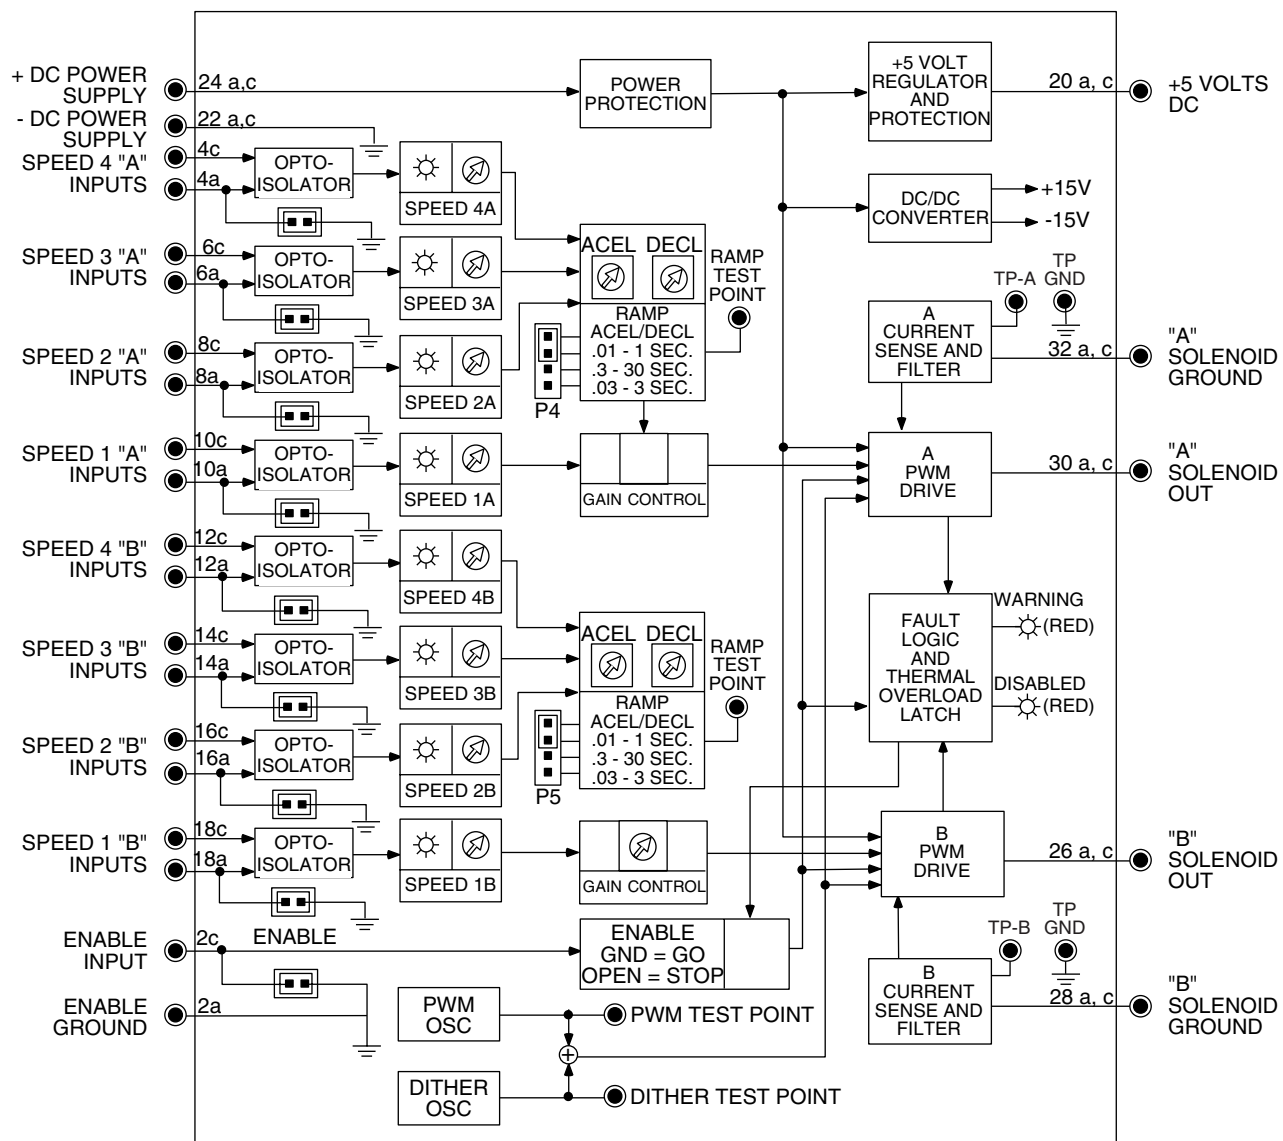 + DC POWER
SUPPLY
24 a,c
- DC POWER
SUPPLY
22 a,c
POWER
PROTECTION
+5 VOLT
REGULATOR
AND
PROTECTION
20 a, c
+5 VOLTS
DC
SPEED 4 "A"
INPUTS
4c
4a
OPTO-
ISOLATOR
SPEED 4A
DC/DC
CONVERTER
+15V
-15V
SPEED 3 "A"
INPUTS
6c
6a
OPTO-
ISOLATOR
SPEED 3A
ACEL DECL
RAMP
ACEL/DECL
.01 - 1 SEC.
.3 - 30 SEC.
.03 - 3 SEC.
P4
RAMP
TEST
POINT
TP-A
TP
GND
A
CURRENT
SENSE AND
FILTER
32 a, c
"A"
SOLENOID
GROUND
SPEED 2 "A"
INPUTS
8c
8a
OPTO-
ISOLATOR
SPEED 2A
SPEED 1 "A"
INPUTS
10c
10a
OPTO-
ISOLATOR
SPEED 1A
GAIN CONTROL
A
PWM
DRIVE
30 a, c
"A"
SOLENOID
OUT
SPEED 4 "B"
INPUTS
12c
12a
OPTO-
ISOLATOR
SPEED 4B
FAULT
LOGIC
AND
THERMAL
OVERLOAD
LATCH
WARNING
(RED)
DISABLED
(RED)
SPEED 3 "B"
INPUTS
14c
14a
OPTO-
ISOLATOR
SPEED 3B
ACEL DECL
RAMP
ACEL/DECL
.01 - 1 SEC.
.3 - 30 SEC.
.03 - 3 SEC.
P5
RAMP
TEST
POINT
SPEED 2 "B"
INPUTS
16c
16a
OPTO-
ISOLATOR
SPEED 2B
SPEED 1 "B"
INPUTS
18c
18a
OPTO-
ISOLATOR
SPEED 1B
GAIN CONTROL
B
PWM
DRIVE
26 a, c
"B"
SOLENOID
OUT
ENABLE
INPUT
2c
ENABLE
ENABLE
GND = GO
OPEN = STOP
TP-B
TP
GND
B
CURRENT
SENSE AND
FILTER
28 a, c
"B"
SOLENOID
GROUND
ENABLE
GROUND
2a
PWM
OSC
PWM TEST POINT
+
DITHER
OSC
DITHER TEST POINT